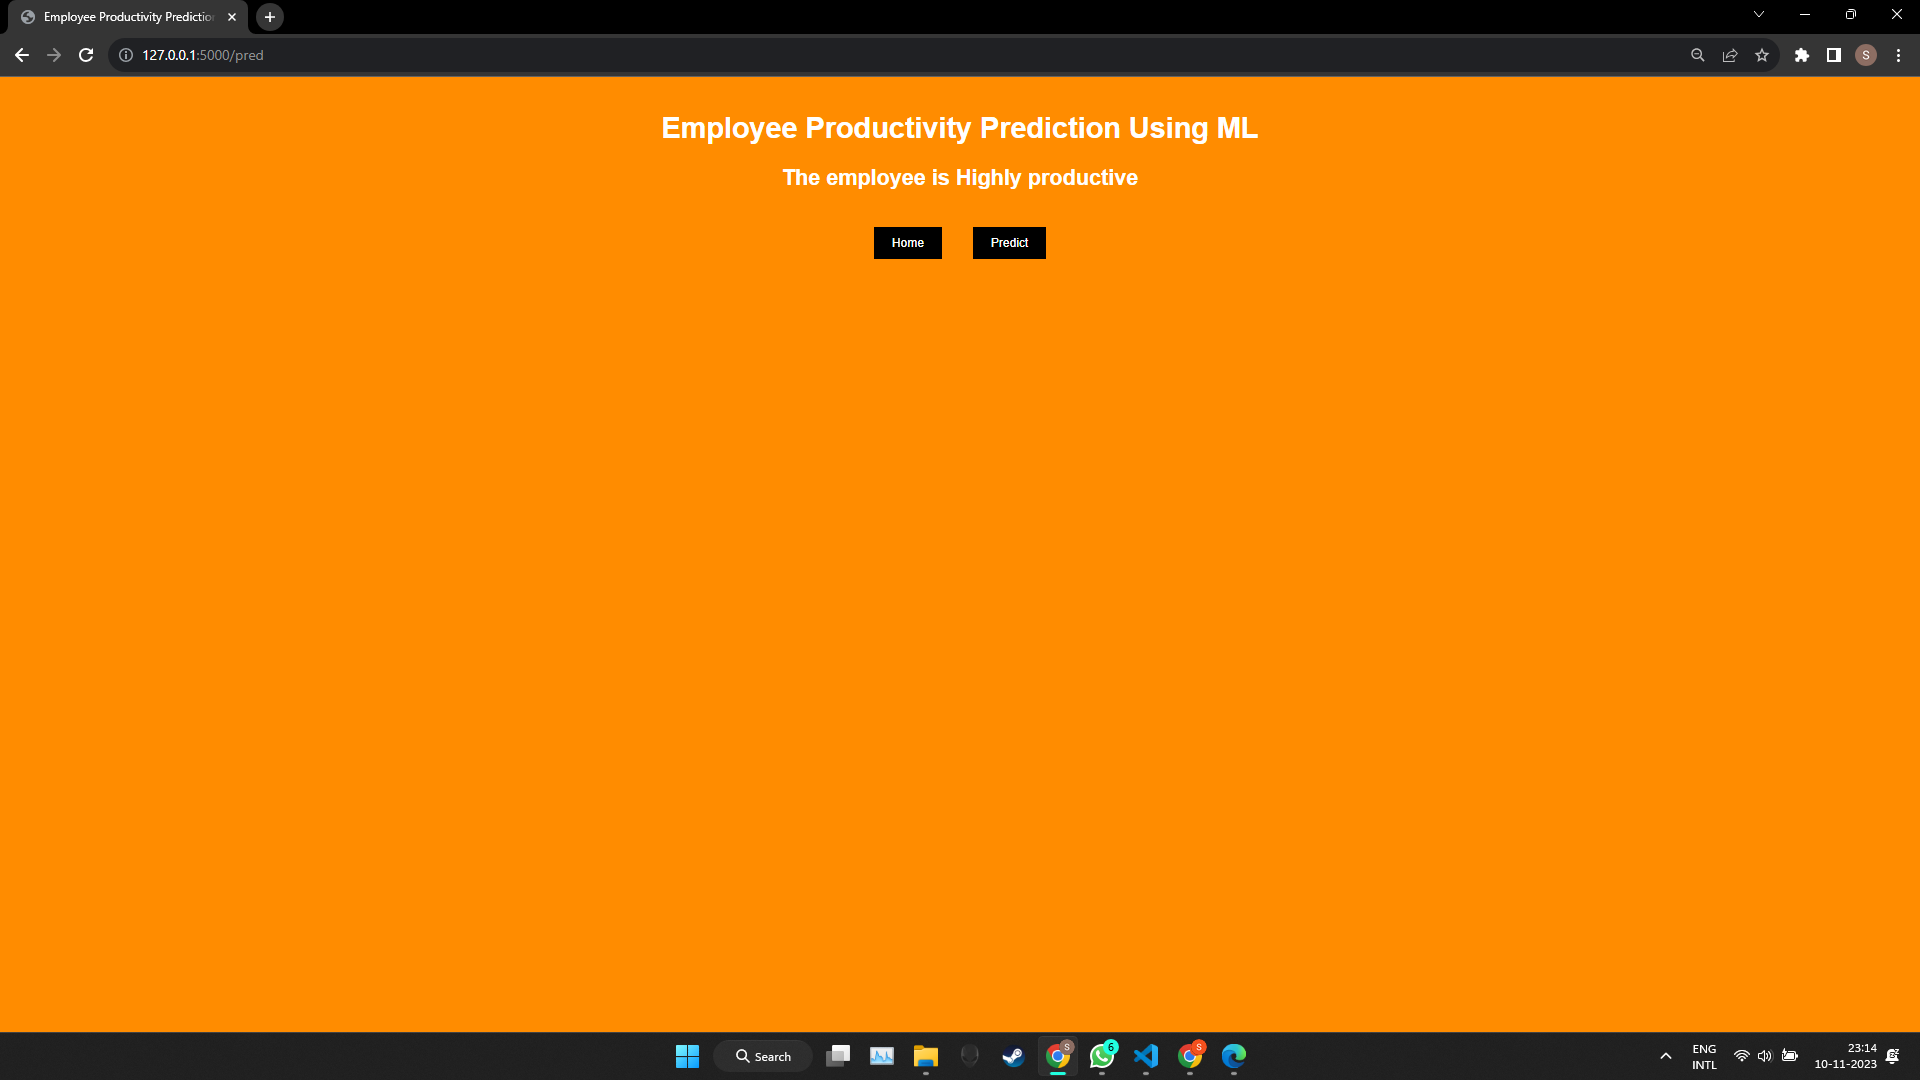 Employee Productivity Predictio
127.0.0.1:5000/pred
S
Employee Productivity Prediction Using ML
The employee is Highly productive
Home Predict
Search
S
6
S
ENG
INTL
23:14
10-11-2023